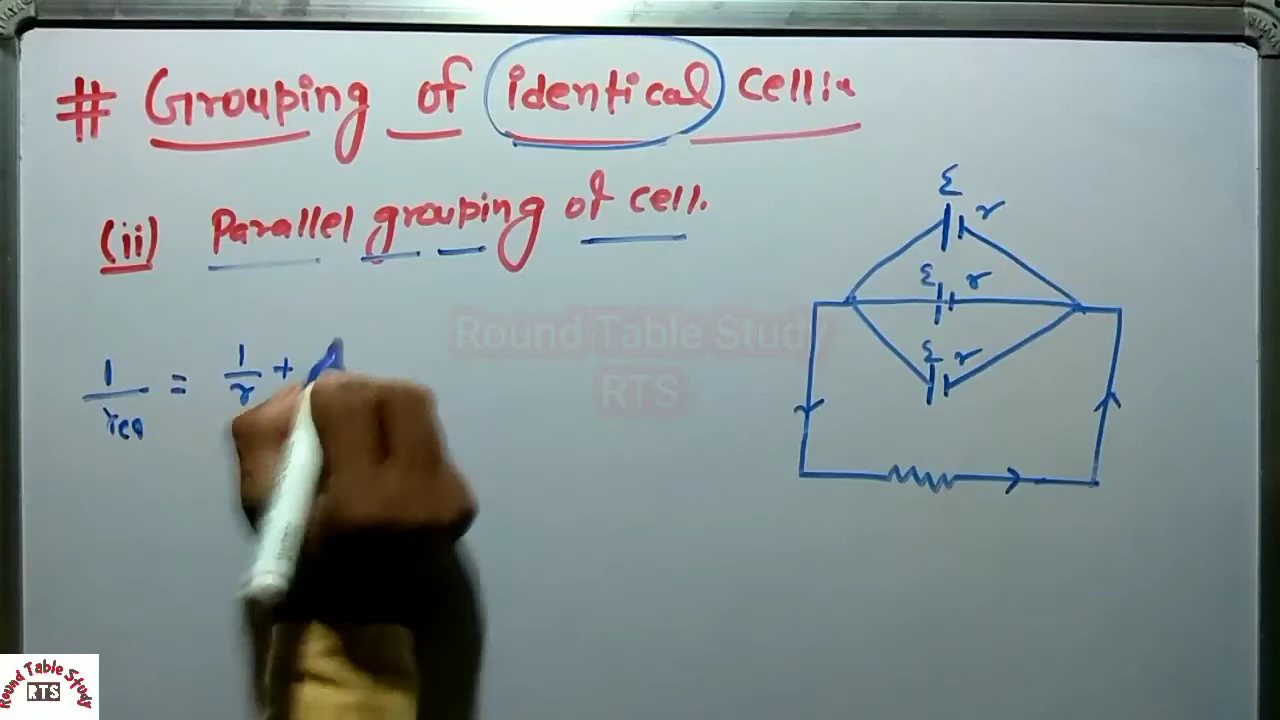 # Grouping of identical cell:-
(ii) Parallel grouping of cell.
ε r
ε r
ε r
1/req = 1/r +
Round Table Study
RTS
Round Table Study
RTS